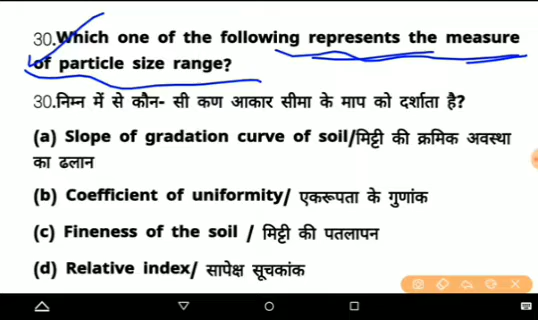 30.Which one of the following represents the measure
of particle size range?
30.निम्न में से कौन- सी कण आकार सीमा के माप को दर्शाता है?
(a) Slope of gradation curve of soil/मिट्टी की क्रमिक अवस्था
का ढलान
(b) Coefficient of uniformity/ एकरूपता के गुणांक
(c) Fineness of the soil / मिट्टी की पतलापन
(d) Relative index/ सापेक्ष सूचकांक